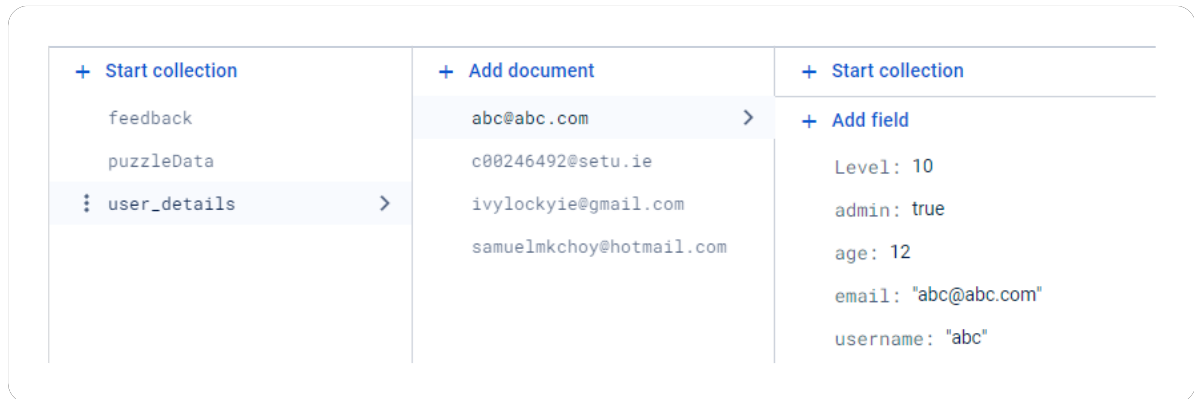 + Start collection
feedback
puzzleData
user_details
+ Add document
abc@abc.com
c00246492@setu.ie
ivylockyie@gmail.com
samuelmkchoy@hotmail.com
+ Start collection
+ Add field
Level: 10
admin: true
age: 12
email: "abc@abc.com"
username: "abc"